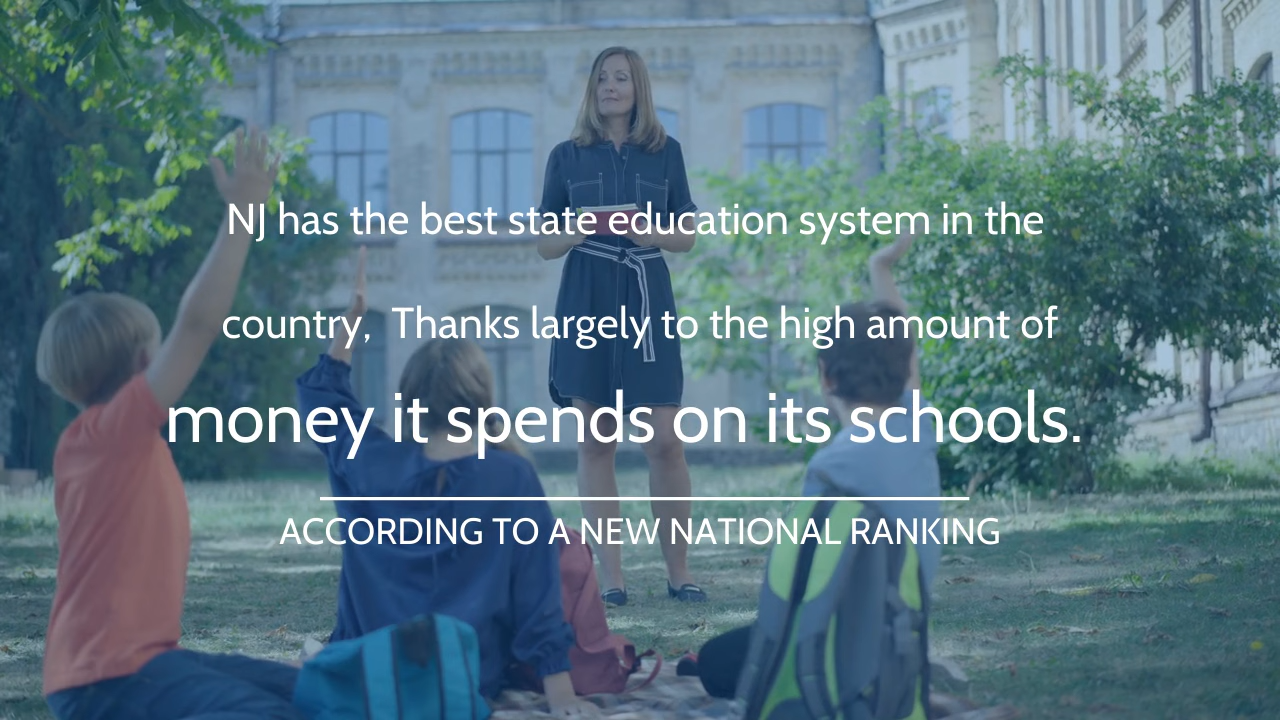 NJ has the best state education system in the
country, Thanks largely to the high amount of
money it spends on its schools.
ACCORDING TO A NEW NATIONAL RANKING